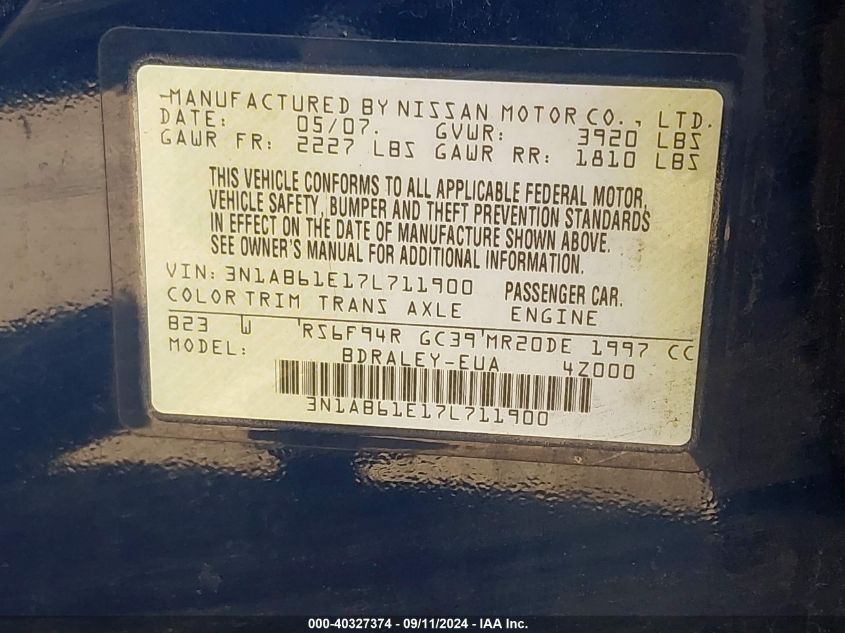 MANUFACTURED BY NISSAN MOTOR CO., LTD.
DATE: 05/07. GVWR: 3920 LBS
GAWR FR: 2227 LBS GAWR RR: 1810 LBS
THIS VEHICLE CONFORMS TO ALL APPLICABLE FEDERAL MOTOR
VEHICLE SAFETY, BUMPER AND THEFT PREVENTION STANDARDS
IN EFFECT ON THE DATE OF MANUFACTURE SHOWN ABOVE.
SEE OWNER'S MANUAL FOR ADDITIONAL INFORMATION.
VIN: 3N1AB61E17L711900 PASSENGER CAR.
COLOR TRIM TRANS AXLE ENGINE
B23 W RS6F94R GC39 MR20DE 1997 CC
MODEL: BDRALEY-EUA 4Z000
3N1AB61E17L711900
000-40327374 - 09/11/2024 - IAA Inc.